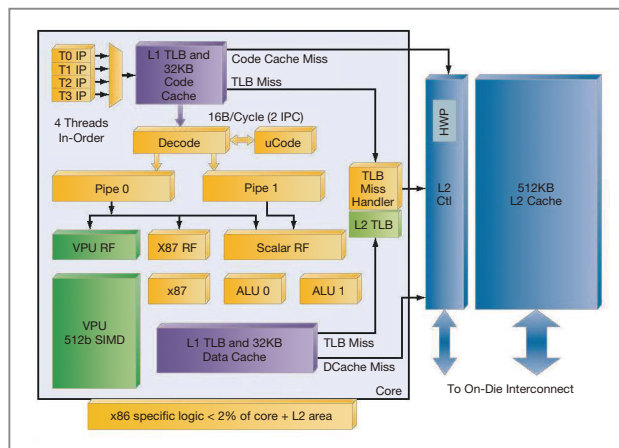 T0 IP
T1 IP
T2 IP
T3 IP
4 Threads
In-Order
L1 TLB and
32KB
Code
Cache
Code Cache Miss
TLB Miss
16B/Cycle (2 IPC)
Decode
uCode
Pipe 0
Pipe 1
TLB
Miss
Handler
L2 TLB
HWP
L2
Ctl
512KB
L2 Cache
VPU RF
X87 RF
Scalar RF
x87
ALU 0
ALU 1
VPU
512b SIMD
L1 TLB and 32KB
Data Cache
TLB Miss
DCache Miss
Core
To On-Die Interconnect
x86 specific logic < 2% of core + L2 area